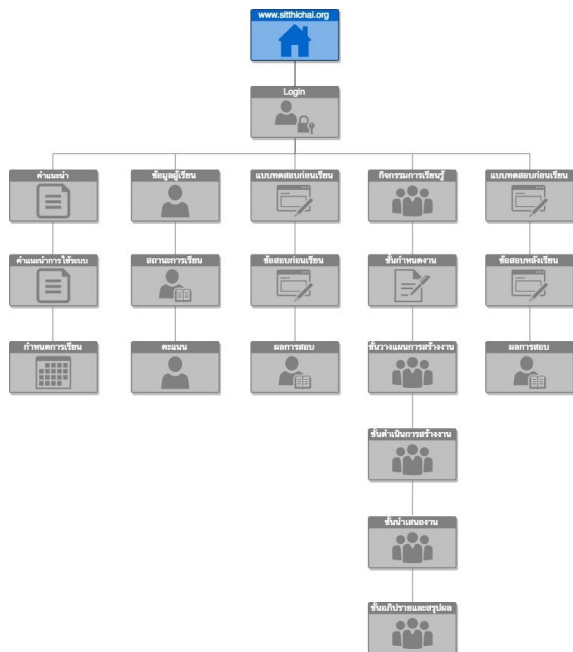 www.sitthichai.org
Login
คำแนะนำ
ข้อมูลผู้เรียน
แบบทดสอบก่อนเรียน
กิจกรรมการเรียนรู้
แบบทดสอบก่อนเรียน
คำแนะนำการใช้ระบบ
สถานะการเรียน
ข้อสอบก่อนเรียน
ขั้นกำหนดงาน
ข้อสอบหลังเรียน
กำหนดการเรียน
คะแนน
ผลการสอบ
ขั้นวางแผนการสร้างงาน
ผลการสอบ
ขั้นดำเนินการสร้างงาน
ขั้นนำเสนองาน
ขั้นอภิปรายและสรุปผล